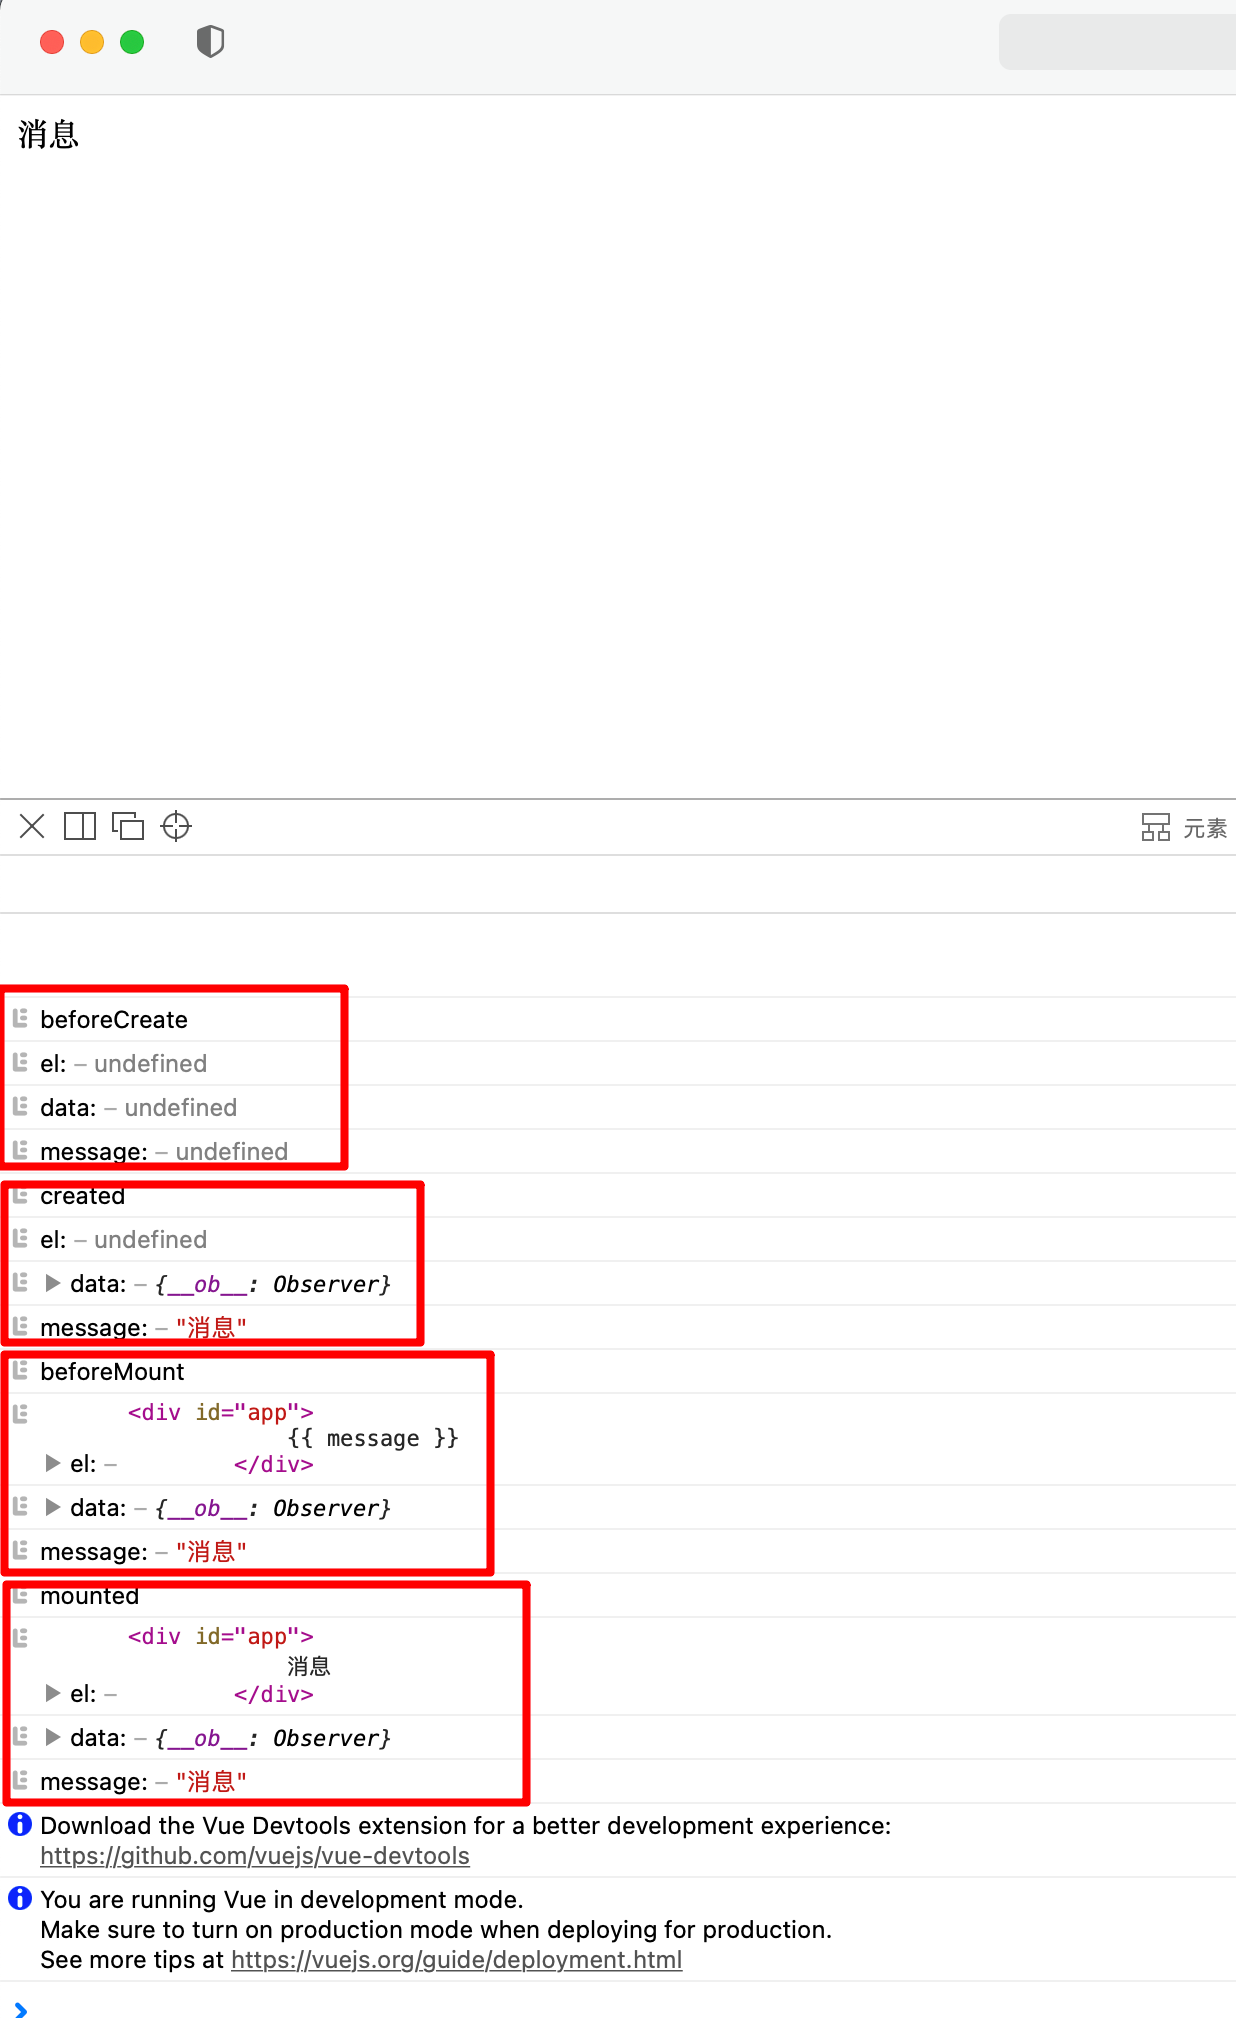 消息
元素
beforeCreate
el: – undefined
data: – undefined
message: – undefined
created
el: – undefined
data: – {__ob__: Observer}
message: – "消息"
beforeMount
<div id="app">
{{ message }}
el: – </div>
data: – {__ob__: Observer}
message: – "消息"
mounted
<div id="app">
消息
el: – </div>
data: – {__ob__: Observer}
message: – "消息"
Download the Vue Devtools extension for a better development experience:
https://github.com/vuejs/vue-devtools
You are running Vue in development mode.
Make sure to turn on production mode when deploying for production.
See more tips at https://vuejs.org/guide/deployment.html